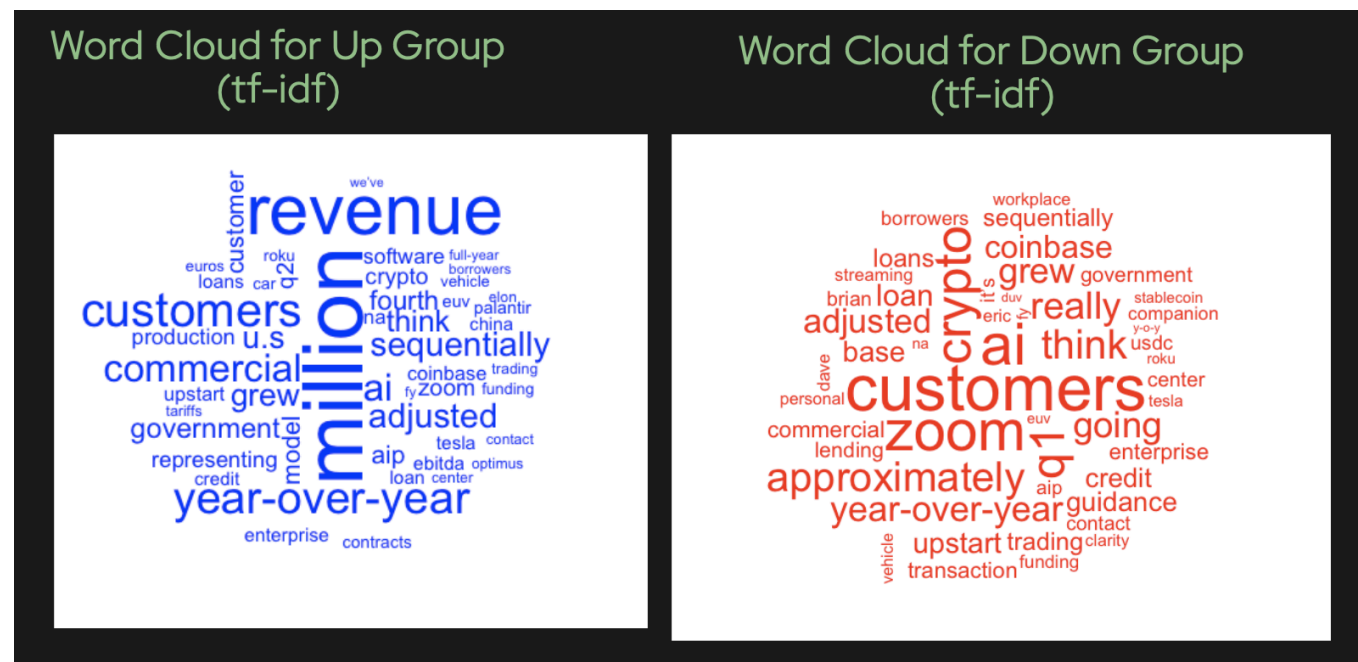 Word Cloud for Up Group
(tf-idf)
we've
revenue
customer
roku
software full-year
euros
q2
crypto borrowers
loans car
vehicle
million
fourth euv elon
palantir
customers
na think china
production u.s
sequentially
commercial
coinbase trading
ai
upstart grew
fy zoom funding
tariffs
adjusted
government
model
tesla contact
representing
aip ebitda optimus
credit
loan center
year-over-year
enterprise
contracts
Word Cloud for Down Group
(tf-idf)
workplace
borrowers sequentially
crypto
coinbase
loans
grew government
streaming
it's
brian loan
duv
really stablecoin
eric fy
companion
adjusted
y-o-y
base na
ai think usdc
roku
dave
customers center
personal
tesla
commercial zoom
euv
q1
going
lending
enterprise
approximately
aip
credit
year-over-year guidance
contact
vehicle
upstart trading clarity
transaction funding